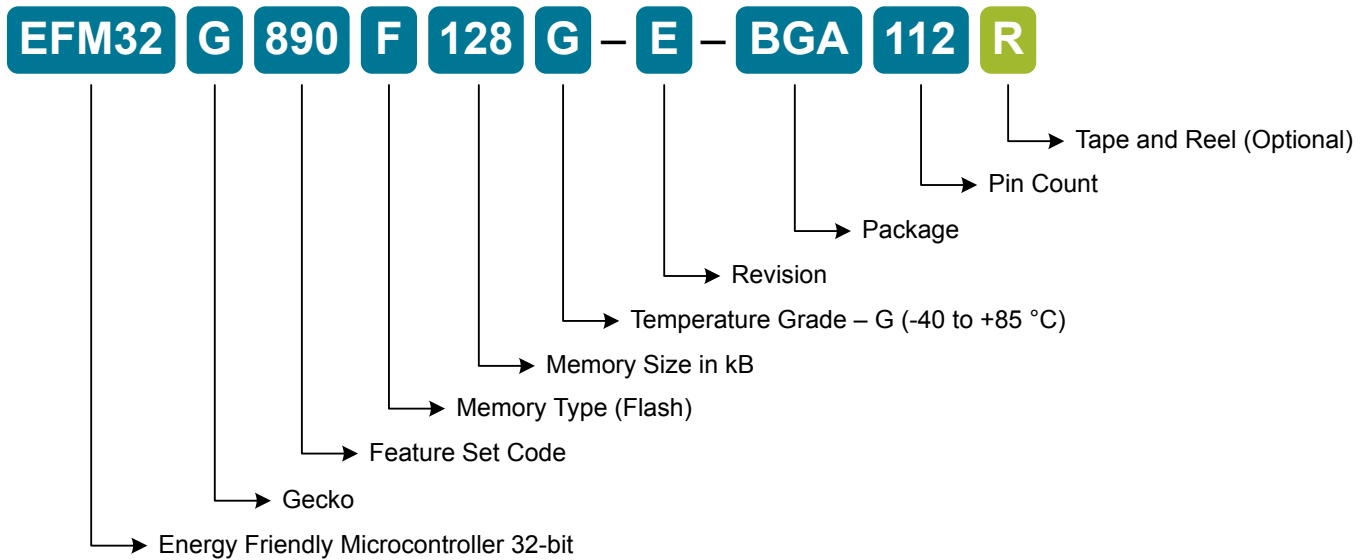 EFM32 G 890 F 128 G – E – BGA 112 R
Tape and Reel (Optional)
Pin Count
Package
Revision
Temperature Grade – G (-40 to +85 °C)
Memory Size in kB
Memory Type (Flash)
Feature Set Code
Gecko
Energy Friendly Microcontroller 32-bit